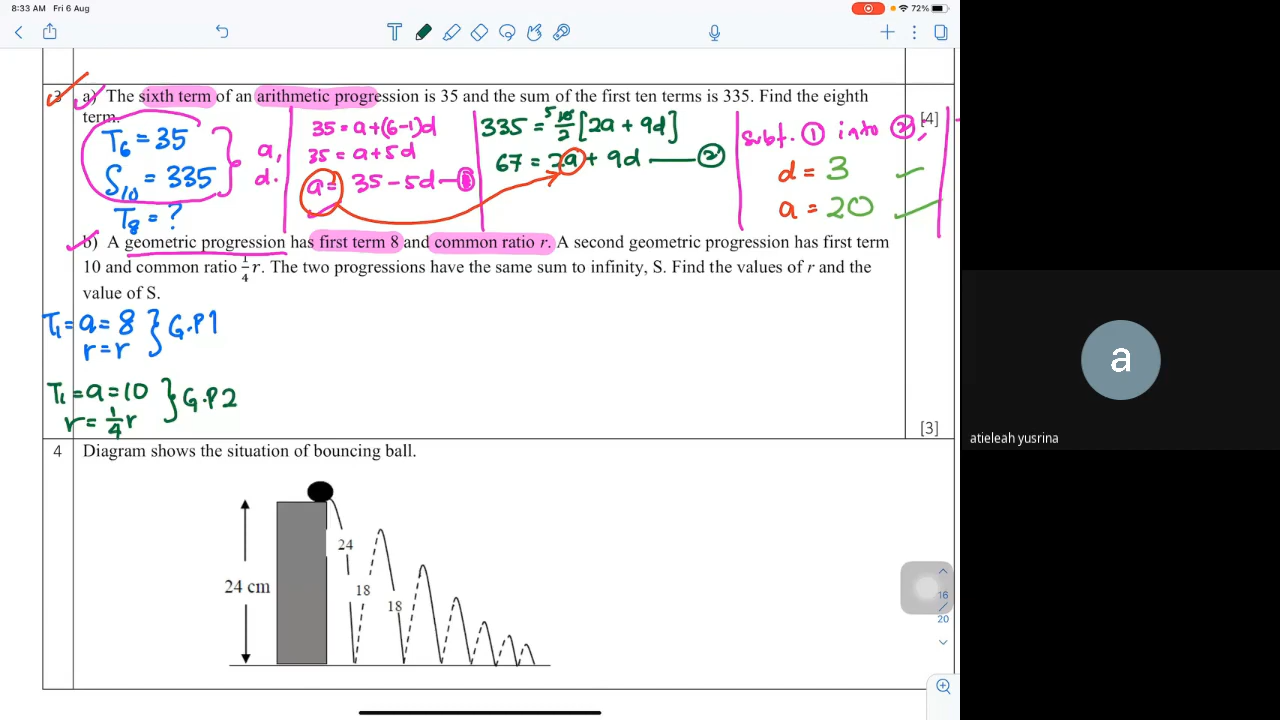 8:33 AM Fri 6 Aug
72%
3 a) The sixth term of an arithmetic progression is 35 and the sum of the first ten terms is 335. Find the eighth
term.
[4]
T6 = 35
S10 = 335
T8 = ?
a,
d.
35 = a+(6-1)d
35 = a+5d
a = 35 - 5d
335 = 5 10/2 [2a + 9d]
67 = 2a + 9d — ②
subt. ① into ②,
d = 3
a = 20
b) A geometric progression has first term 8 and common ratio r. A second geometric progression has first term
10 and common ratio 1/4 r. The two progressions have the same sum to infinity, S. Find the values of r and the
value of S.
T1 = a = 8
r = r
G.P1
T1 = a = 10
r = 1/4 r
G.P2
[3]
4 Diagram shows the situation of bouncing ball.
24 cm
24
18
18
16
/
20
a
atieleah yusrina